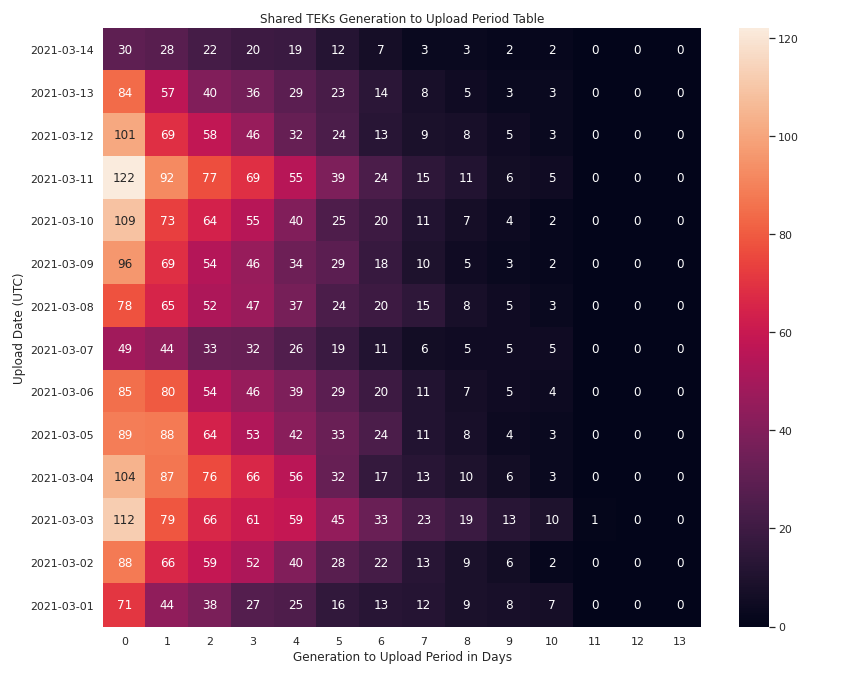 Shared TEKs Generation to Upload Period Table
2021-03-14 30 28 22 20 19 12 7 3 3 2 2 0 0 0
2021-03-13 84 57 40 36 29 23 14 8 5 3 3 0 0 0
2021-03-12 101 69 58 46 32 24 13 9 8 5 3 0 0 0
2021-03-11 122 92 77 69 55 39 24 15 11 6 5 0 0 0
2021-03-10 109 73 64 55 40 25 20 11 7 4 2 0 0 0
2021-03-09 96 69 54 46 34 29 18 10 5 3 2 0 0 0
2021-03-08 78 65 52 47 37 24 20 15 8 5 3 0 0 0
2021-03-07 49 44 33 32 26 19 11 6 5 5 5 0 0 0
2021-03-06 85 80 54 46 39 29 20 11 7 5 4 0 0 0
2021-03-05 89 88 64 53 42 33 24 11 8 4 3 0 0 0
2021-03-04 104 87 76 66 56 32 17 13 10 6 3 0 0 0
2021-03-03 112 79 66 61 59 45 33 23 19 13 10 1 0 0
2021-03-02 88 66 59 52 40 28 22 13 9 6 2 0 0 0
2021-03-01 71 44 38 27 25 16 13 12 9 8 7 0 0 0
0 1 2 3 4 5 6 7 8 9 10 11 12 13
Generation to Upload Period in Days
Upload Date (UTC)
120
100
80
60
40
20
0